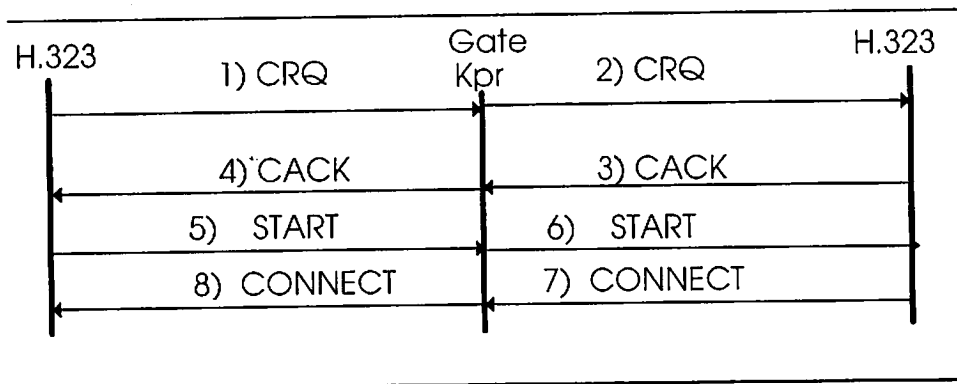 H.323
Gate
Kpr
H.323
1) CRQ
2) CRQ
4) CACK
3) CACK
5) START
6) START
8) CONNECT
7) CONNECT